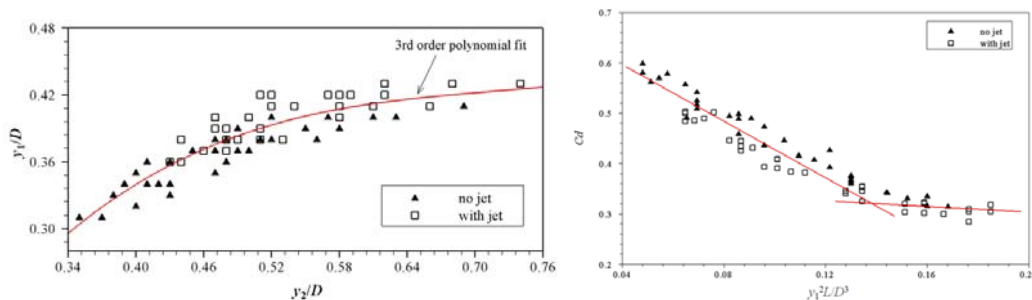 0.48
0.42
0.36
0.30
y₁/D
3rd order polynomial fit
no jet
with jet
0.34 0.40 0.46 0.52 0.58 0.64 0.70 0.76
y₂/D
0.6
0.5
0.4
0.3
0.2
Cd
no jet
with jet
0.04 0.08 0.12 0.16 0.2
y₁²L/D³